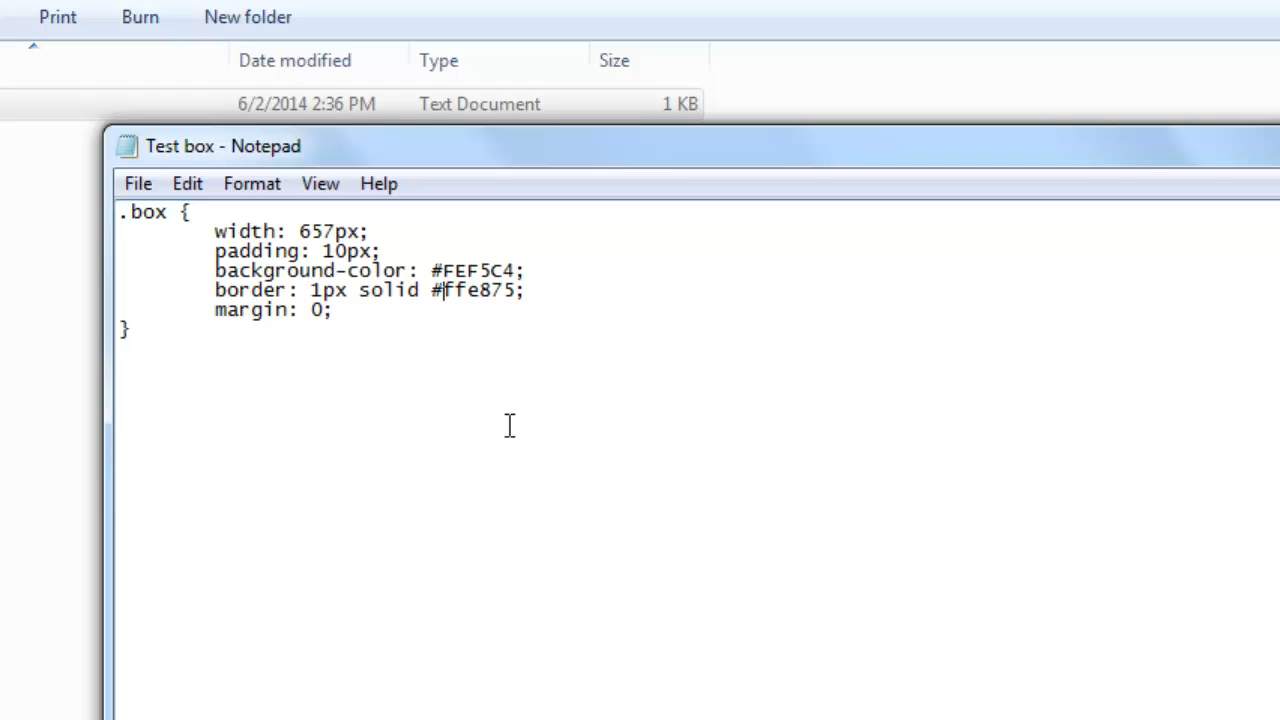 Print Burn New folder
Date modified Type Size
6/2/2014 2:36 PM Text Document 1 KB
Test box - Notepad
File Edit Format View Help
.box {
width: 657px;
padding: 10px;
background-color: #FEF5C4;
border: 1px solid #ffe875;
margin: 0;
}